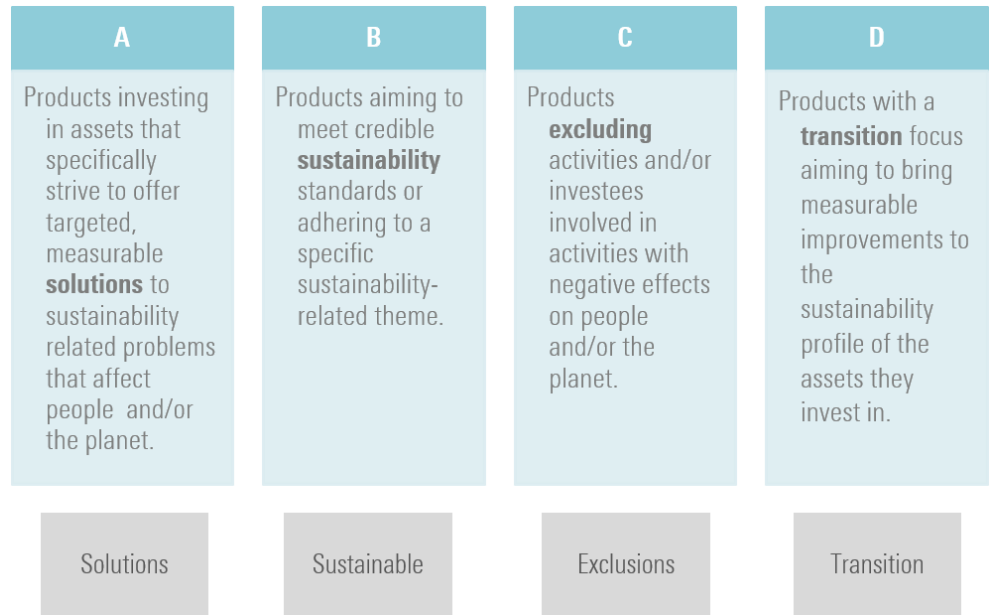 A
Products investing
in assets that
specifically
strive to offer
targeted,
measurable
solutions to
sustainability
related problems
that affect
people and/or
the planet.
Solutions
B
Products aiming to
meet credible
sustainability
standards or
adhering to a
specific
sustainability-
related theme.
Sustainable
C
Products
excluding
activities and/or
investees
involved in
activities with
negative effects
on people
and/or the
planet.
Exclusions
D
Products with a
transition focus
aiming to bring
measurable
improvements to
the
sustainability
profile of the
assets they
invest in.
Transition